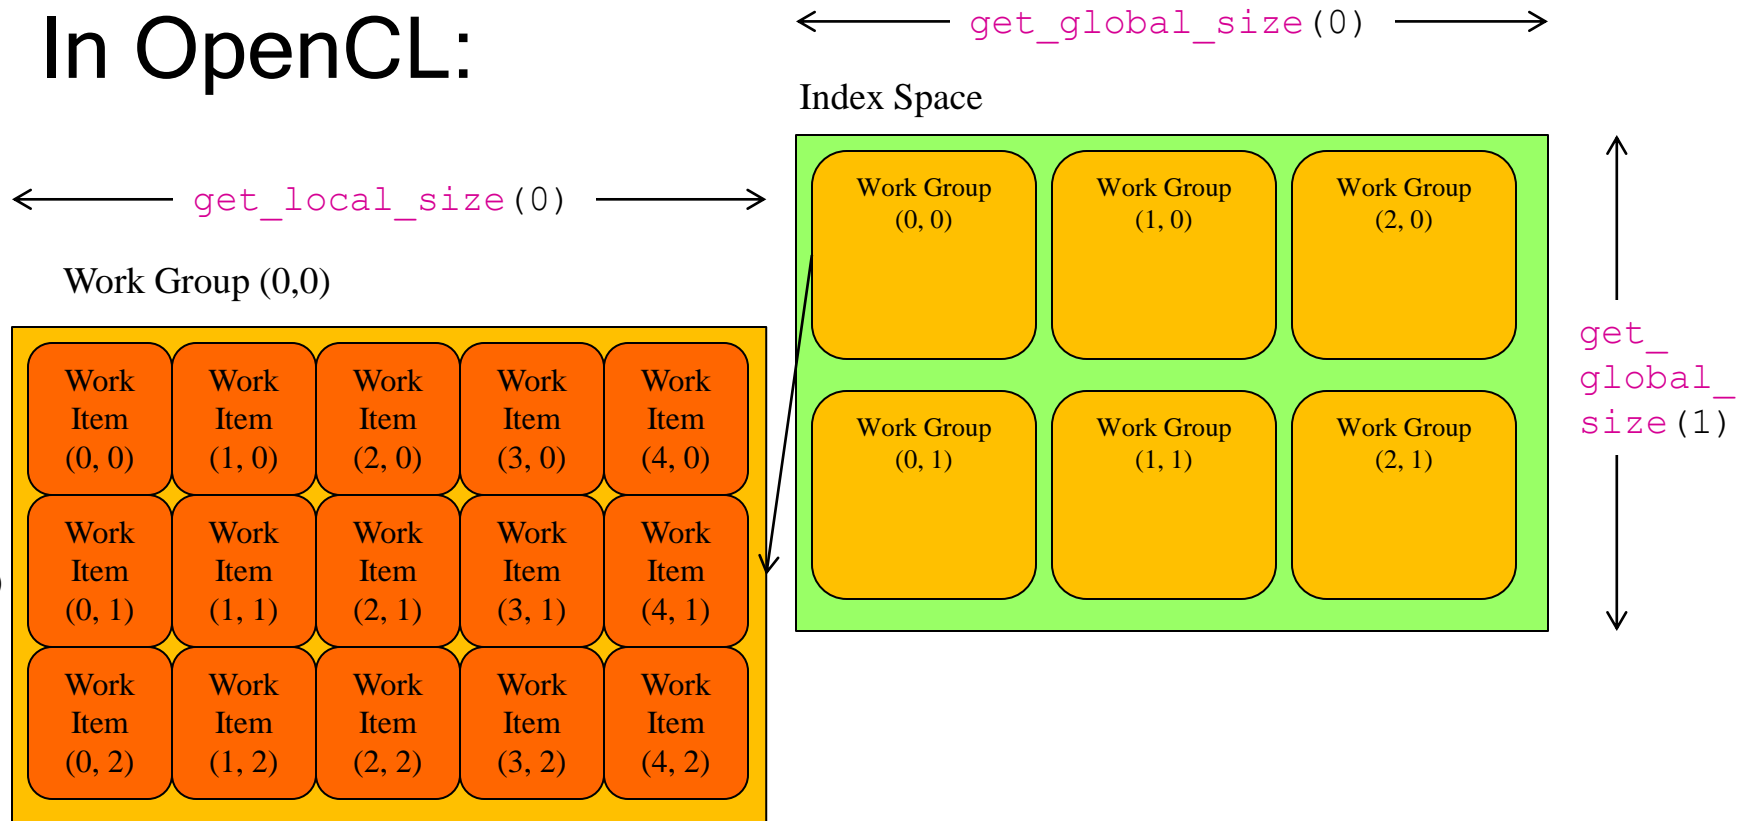 In OpenCL:
get_global_size(0)
Index Space
get_local_size(0)
Work Group (0,0)
Work Group
(0, 0)
Work Group
(1, 0)
Work Group
(2, 0)
Work Group
(0, 1)
Work Group
(1, 1)
Work Group
(2, 1)
get_
global_
size(1)
Work
Item
(0, 0)
Work
Item
(1, 0)
Work
Item
(2, 0)
Work
Item
(3, 0)
Work
Item
(4, 0)
Work
Item
(0, 1)
Work
Item
(1, 1)
Work
Item
(2, 1)
Work
Item
(3, 1)
Work
Item
(4, 1)
Work
Item
(0, 2)
Work
Item
(1, 2)
Work
Item
(2, 2)
Work
Item
(3, 2)
Work
Item
(4, 2)